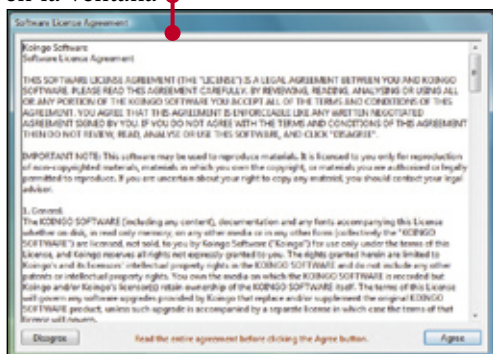 en la ventana
Software License Agreement
Koingo Software
Software License Agreement
THIS SOFTWARE LICENSE AGREEMENT (THE "LICENSE") IS A LEGAL AGREEMENT BETWEEN YOU AND KOINGO
SOFTWARE. PLEASE READ THIS AGREEMENT CAREFULLY. BY REVIEWING, READING, ANALYSING OR USING ALL
OR ANY PORTION OF THE KOINGO SOFTWARE YOU ACCEPT ALL OF THE TERMS AND CONDITIONS OF THIS
AGREEMENT. YOU AGREE THAT THIS AGREEMENT IS ENFORCEABLE LIKE ANY WRITTEN NEGOTIATED
AGREEMENT SIGNED BY YOU. IF YOU DO NOT AGREE WITH THE TERMS AND CONDITIONS OF THIS AGREEMENT
THEN DO NOT REVIEW, READ, ANALYSE OR USE THIS SOFTWARE, AND CLICK "DISAGREE".
IMPORTANT NOTE: This software may be used to reproduce materials. It is licensed to you only for reproduction
of non-copyrighted materials, materials in which you own the copyright, or materials you are authorised or legally
permitted to reproduce. If you are uncertain about your right to copy any material, you should contact your legal
advisor.
1. General.
The KOINGO SOFTWARE (including any content), documentation and any fonts accompanying this License
whether on disk, in read only memory, on any other media or in any other form (collectively the "KOINGO
SOFTWARE") are licensed, not sold, to you by Koingo Software ("Koingo") for use only under the terms of this
License, and Koingo reserves all rights not expressly granted to you. The rights granted herein are limited to
Koingo's and its licensors' intellectual property rights in the KOINGO SOFTWARE and do not include any other
patents or intellectual property rights. You own the media on which the KOINGO SOFTWARE is recorded but
Koingo and/or Koingo's licensor(s) retain ownership of the KOINGO SOFTWARE itself. The terms of this License
will govern any software upgrades provided by Koingo that replace and/or supplement the original KOINGO
SOFTWARE product, unless such upgrade is accompanied by a separate license in which case the terms of that
license will govern.
Disagree
Read the entire agreement before clicking the Agree button.
Agree